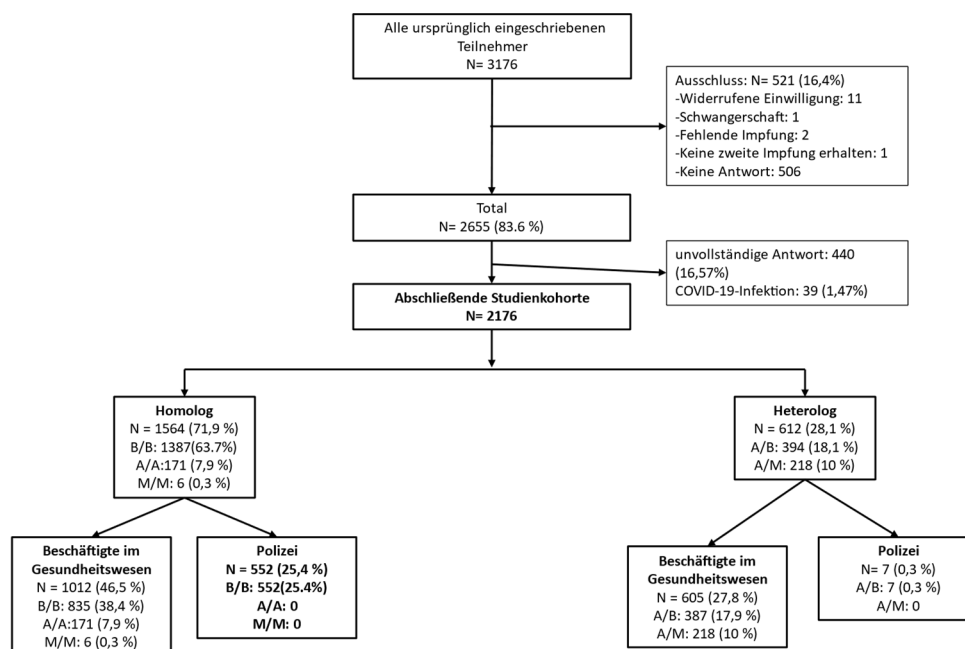 Alle ursprünglich eingeschriebenen
Teilnehmer
N= 3176
Ausschluss: N= 521 (16,4%)
-Widerrufene Einwilligung: 11
-Schwangerschaft: 1
-Fehlende Impfung: 2
-Keine zweite Impfung erhalten: 1
-Keine Antwort: 506
Total
N= 2655 (83.6 %)
unvollständige Antwort: 440
(16,57%)
COVID-19-Infektion: 39 (1,47%)
Abschließende Studienkohorte
N= 2176
Homolog
N = 1564 (71,9 %)
B/B: 1387(63.7%)
A/A:171 (7,9 %)
M/M: 6 (0,3 %)
Heterolog
N = 612 (28,1 %)
A/B: 394 (18,1 %)
A/M: 218 (10 %)
Beschäftigte im
Gesundheitswesen
N = 1012 (46,5 %)
B/B: 835 (38,4 %)
A/A:171 (7,9 %)
M/M: 6 (0,3 %)
Polizei
N = 552 (25,4 %)
B/B: 552(25.4%)
A/A: 0
M/M: 0
Beschäftigte im
Gesundheitswesen
N = 605 (27,8 %)
A/B: 387 (17,9 %)
A/M: 218 (10 %)
Polizei
N= 7 (0,3 %)
A/B: 7 (0,3 %)
A/M: 0